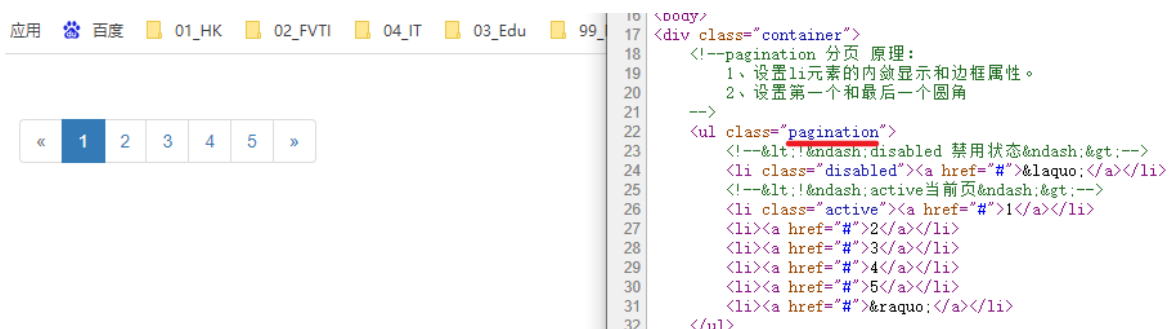 应用 百度 01_HK 02_FVTI 04_IT 03_Edu 99_
« 1 2 3 4 5 »
16 <body>
17 <div class="container">
18 <!--pagination 分页 原理:
19 1、设置li元素的内敛显示和边框属性。
20 2、设置第一个和最后一个圆角
21 -->
22 <ul class="pagination">
23 <!--&lt;!&ndash;disabled 禁用状态&ndash;&gt;-->
24 <li class="disabled"><a href="#">&laquo;</a></li>
25 <!--&lt;!&ndash;active当前页&ndash;&gt;-->
26 <li class="active"><a href="#">1</a></li>
27 <li><a href="#">2</a></li>
28 <li><a href="#">3</a></li>
29 <li><a href="#">4</a></li>
30 <li><a href="#">5</a></li>
31 <li><a href="#">&raquo;</a></li>
32 </ul>